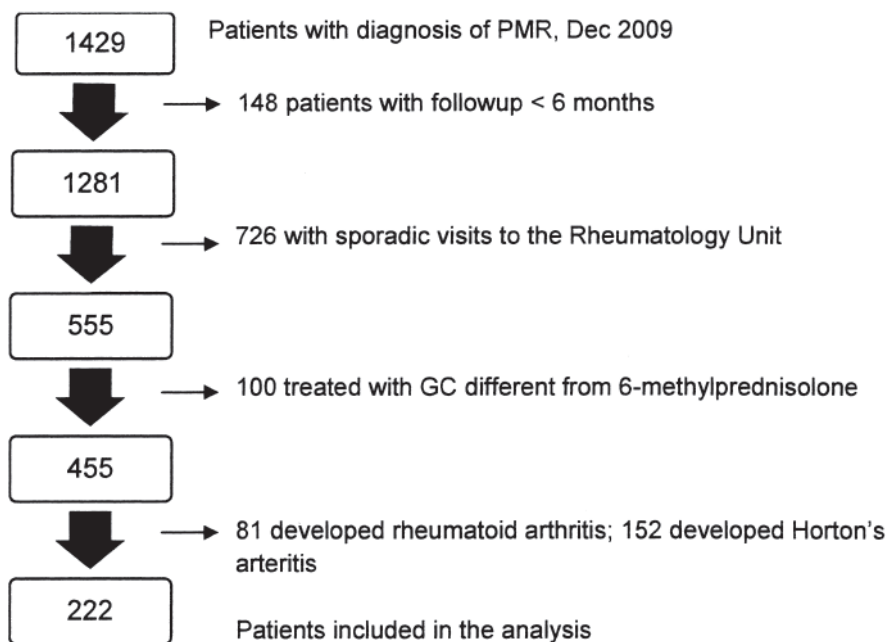 1429
Patients with diagnosis of PMR, Dec 2009
148 patients with followup < 6 months
1281
726 with sporadic visits to the Rheumatology Unit
555
100 treated with GC different from 6-methylprednisolone
455
81 developed rheumatoid arthritis; 152 developed Horton's
arteritis
222
Patients included in the analysis